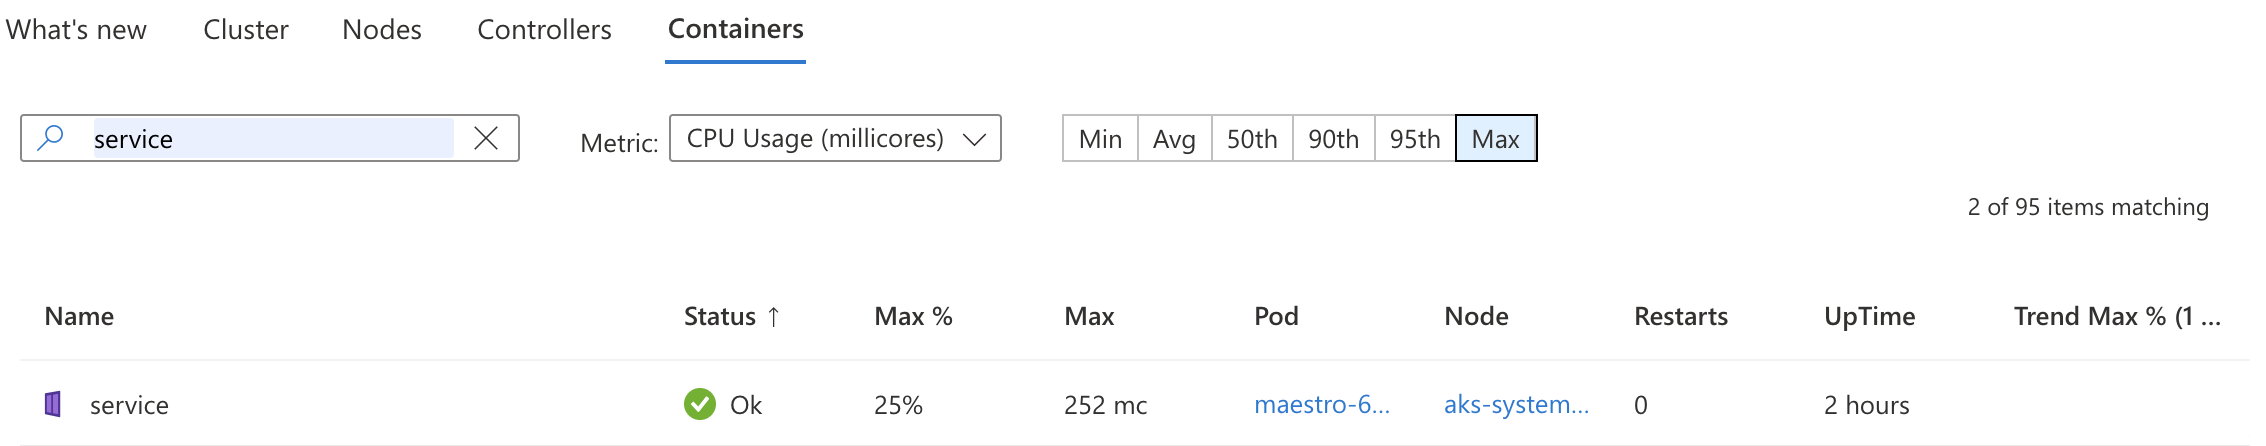 What's new Cluster Nodes Controllers Containers
service Metric: CPU Usage (millicores) Min Avg 50th 90th 95th Max
2 of 95 items matching
Name Status ↑ Max % Max Pod Node Restarts UpTime Trend Max % (1 ...
service Ok 25% 252 mc maestro-6... aks-system... 0 2 hours